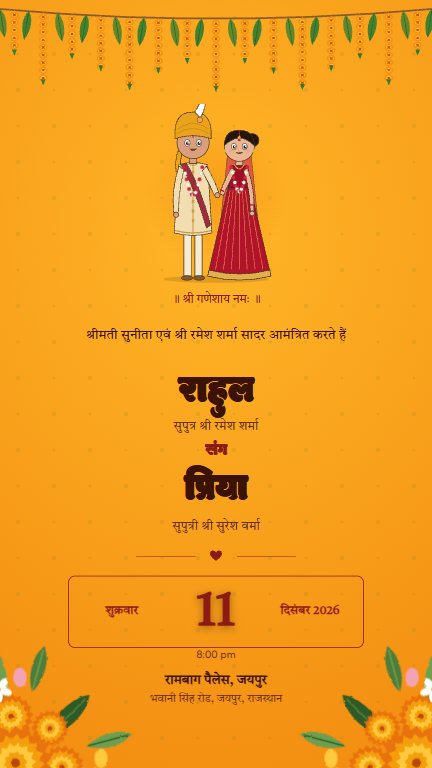 ॥ श्री गणेशाय नमः ॥
श्रीमती सुनीता एवं श्री रमेश शर्मा सादर आमंत्रित करते हैं
राहुल
सुपुत्र श्री रमेश शर्मा
संग
प्रिया
सुपुत्री श्री सुरेश वर्मा
शुक्रवार 11 दिसंबर 2026
8:00 pm
रामबाग पैलेस, जयपुर
भवानी सिंह रोड, जयपुर, राजस्थान